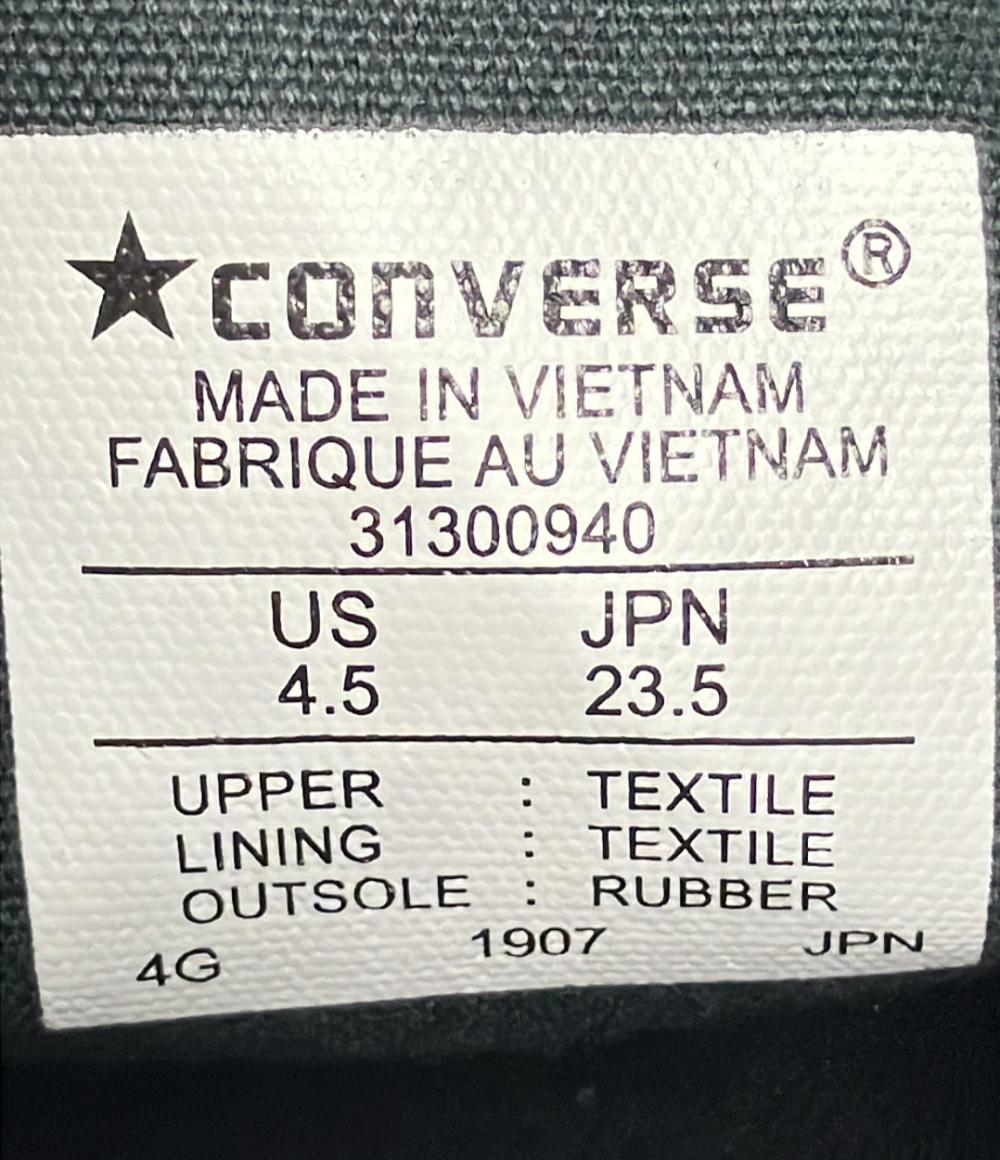 ★CONVERSE®
MADE IN VIETNAM
FABRIQUE AU VIETNAM
31300940
US JPN
4.5 23.5
UPPER : TEXTILE
LINING : TEXTILE
OUTSOLE : RUBBER
4G 1907 JPN